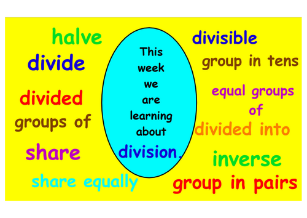 halve
divide
divided
groups of
share
share equally
This
week
we
are
learning
about
division.
divisible
group in tens
equal groups
of
divided into
inverse
group in pairs